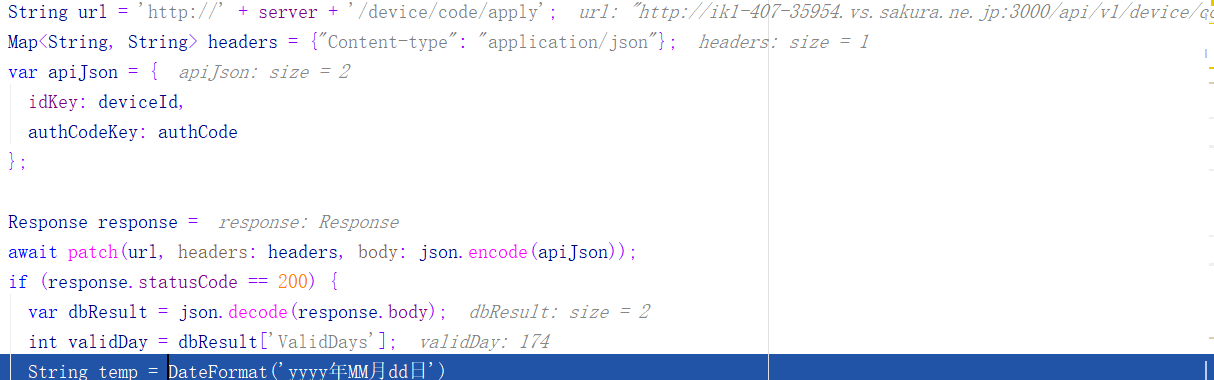 String url = 'http://' + server + '/device/code/apply';  url: "http://ik1-407-35954.vs.sakura.ne.jp:3000/api/v1/device/co
Map<String, String> headers = {"Content-type": "application/json"};  headers: size = 1
var apiJson = {  apiJson: size = 2
idKey: deviceId,
authCodeKey: authCode
};
Response response =  response: Response
await patch(url, headers: headers, body: json.encode(apiJson));
if (response.statusCode == 200) {
var dbResult = json.decode(response.body);  dbResult: size = 2
int validDay = dbResult['ValidDays'];  validDay: 174
String temp = DateFormat('yyyy年MM月dd日')